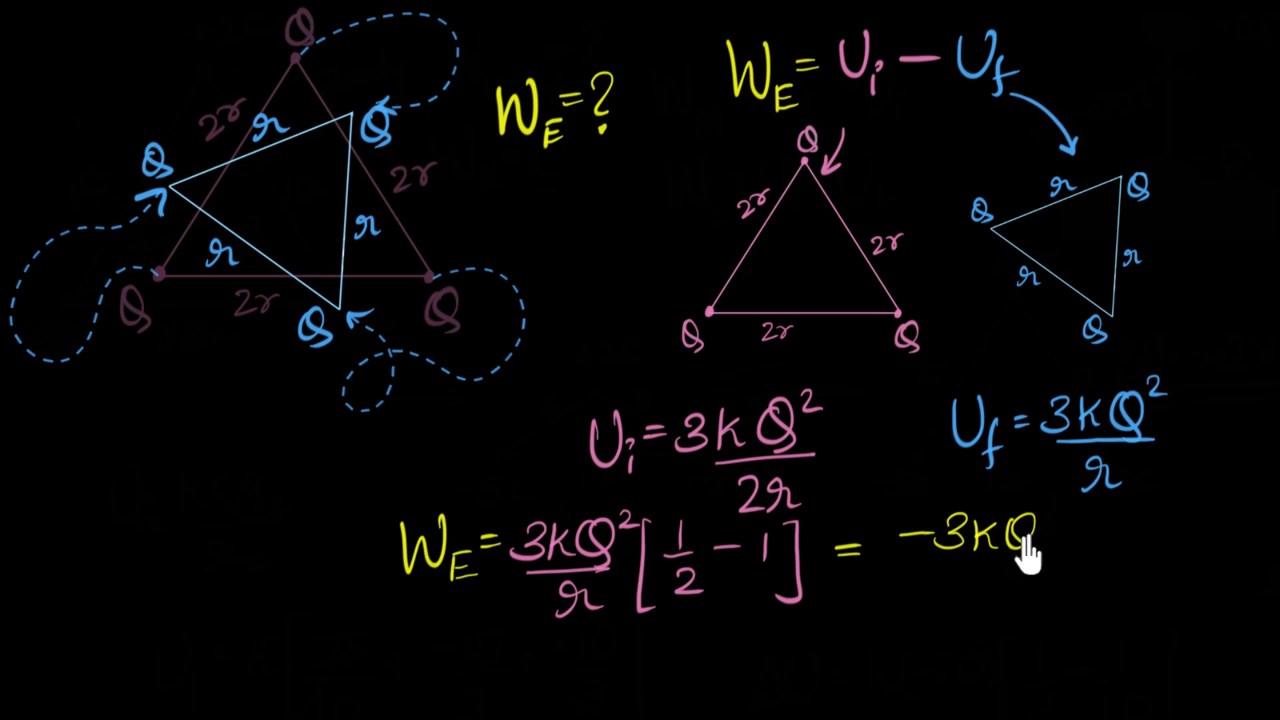 Q
2r
2r
2r
Q
Q
Q
r
Q
r
r
Q
W_E = ?
W_E = U_i - U_f
Q
2r
2r
Q
2r
Q
r
Q
Q
r
r
Q
U_i = 3kQ²/2r
U_f = 3kQ²/r
W_E = 3kQ²/r [1/2 - 1] = -3kQ